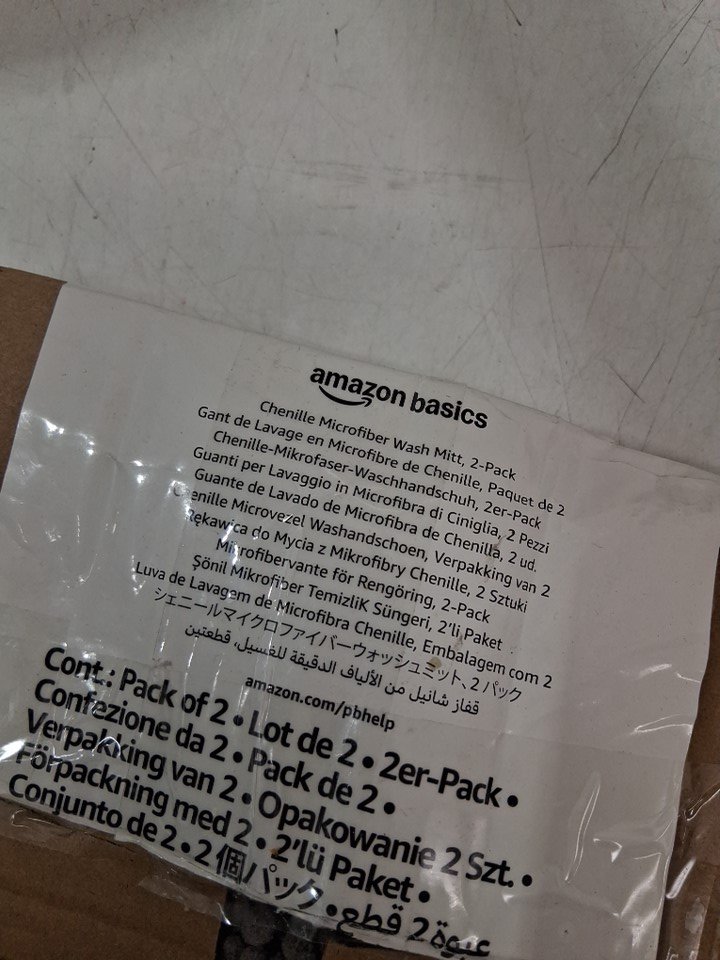 amazon basics
Chenille Microfiber Wash Mitt, 2-Pack
Gant de Lavage en Microfibre de Chenille, Paquet de 2
Chenille-Mikrofaser-Waschhandschuh, 2er-Pack
Guanti per Lavaggio in Microfibra di Ciniglia, 2 Pezzi
Guante de Lavado de Microfibra de Chenilla, 2 ud.
Chenille Microvezel Washandschoen, Verpakking van 2
Rękawica do Mycia z Mikrofibry Chenille, 2 Sztuki
Microfibervante för Rengöring, 2-Pack
Şönil Mikrofiber TemizliK Süngeri, 2'li Paket
Luva de Lavagem de Microfibra Chenille, Embalagem com 2
シェニールマイクロファイバーウォッシュミット、2 パック
قفاز شانيل من الألياف الدقيقة للغسيل، قطعتين
amazon.com/pbhelp
Cont.: Pack of 2 • Lot de 2 • 2er-Pack •
Confezione da 2 • Pack de 2 •
Verpakking van 2 • Opakowanie 2 Szt. •
Förpackning med 2 • 2'lü Paket •
Conjunto de 2 • 2 個パック • عبوة 2 قطع